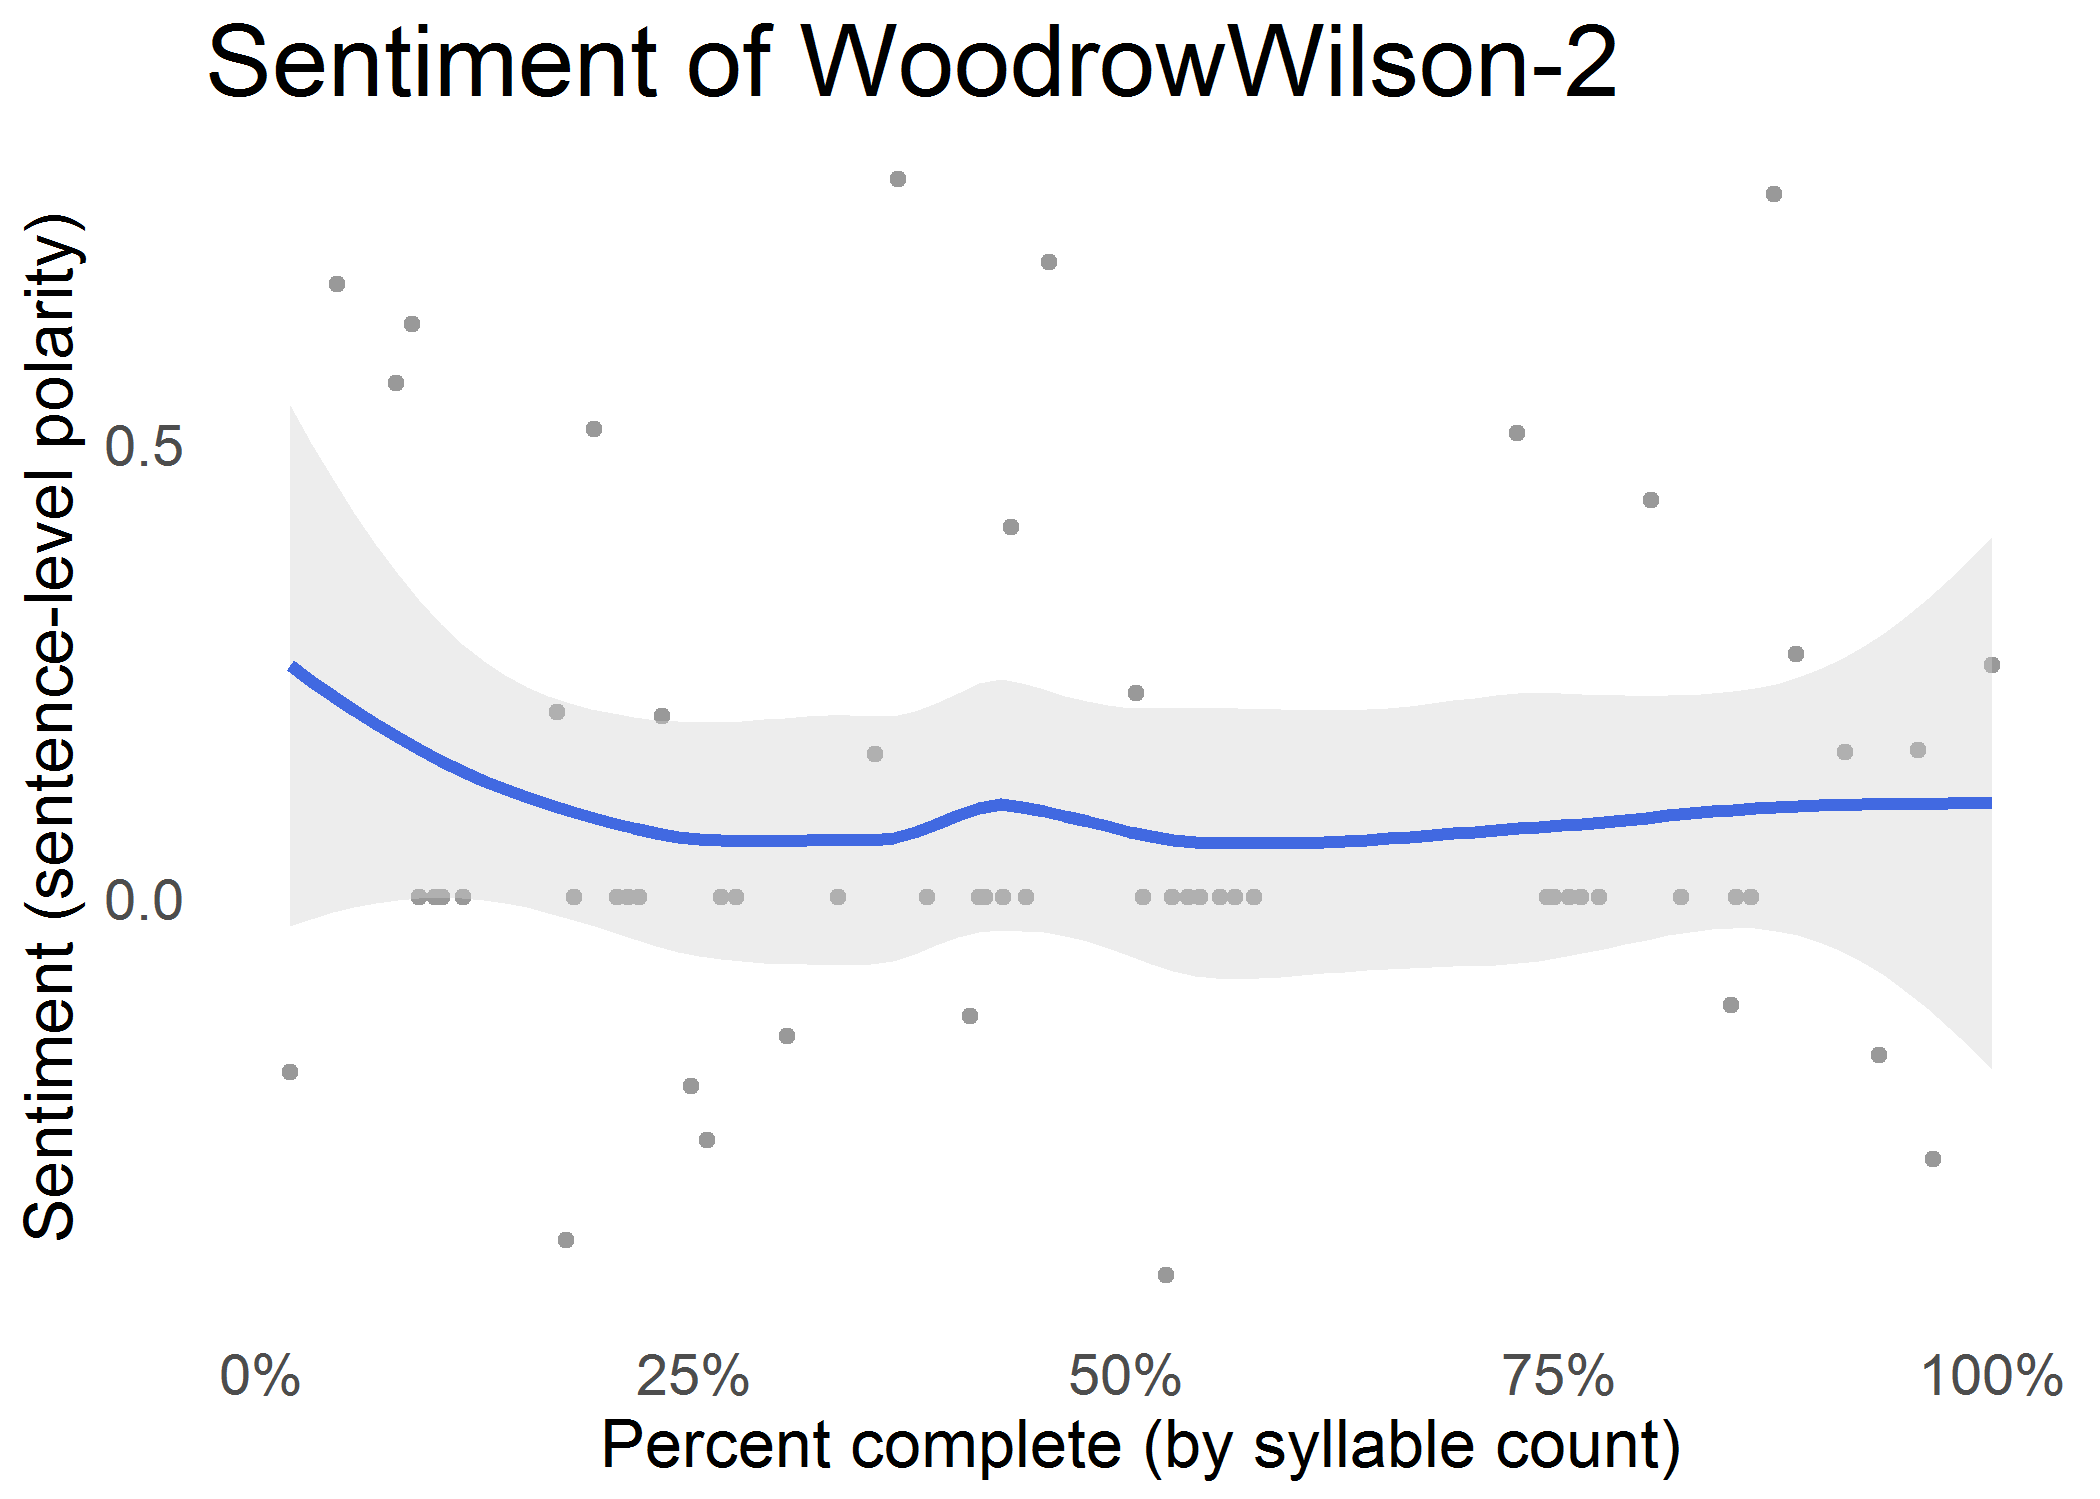 Sentiment of WoodrowWilson-2
Sentiment (sentence-level polarity)
0.5
0.0
0%
25%
50%
75%
100%
Percent complete (by syllable count)